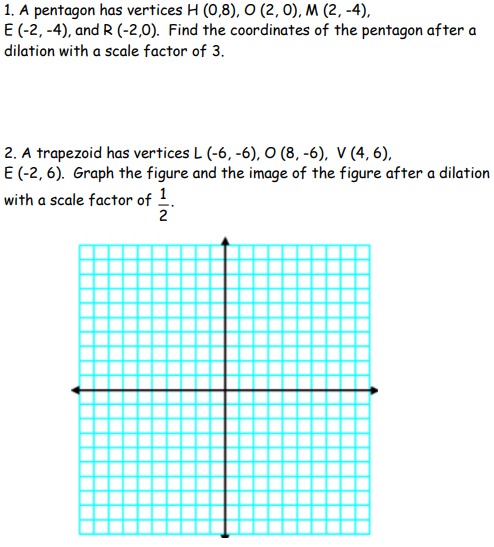 1. A pentagon has vertices H (0,8), O (2, 0), M (2, -4),
E (-2, -4), and R (-2,0).  Find the coordinates of the pentagon after a
dilation with a scale factor of 3.
2. A trapezoid has vertices L (-6, -6), O (8, -6),  V (4, 6),
E (-2, 6).  Graph the figure and the image of the figure after a dilation
with a scale factor of 1/2.